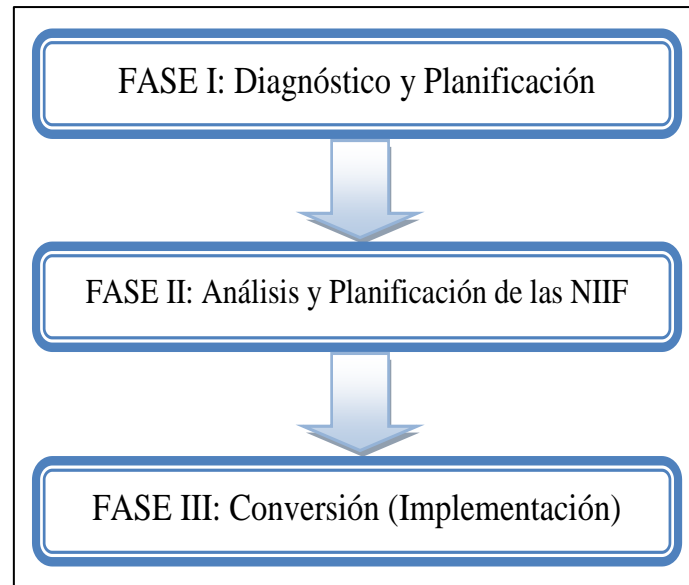 FASE I: Diagnóstico y Planificación
FASE II: Análisis y Planificación de las NIIF
FASE III: Conversión (Implementación)